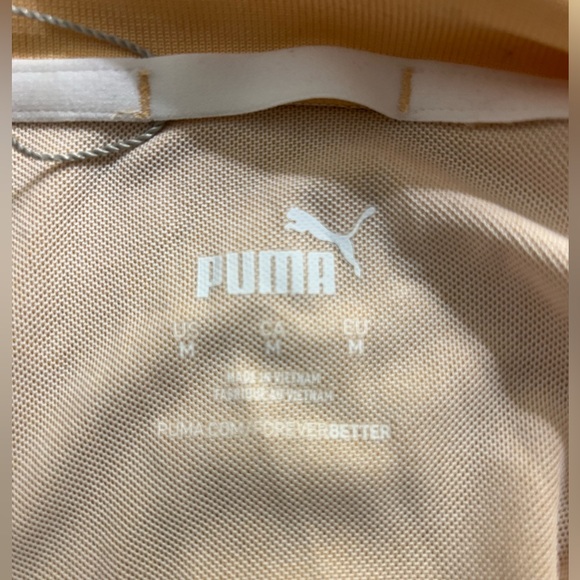 PUMA
US CA EU
M M M
MADE IN VIETNAM
FABRIQUÉ AU VIETNAM
PUMA.COM/FOREVERBETTER